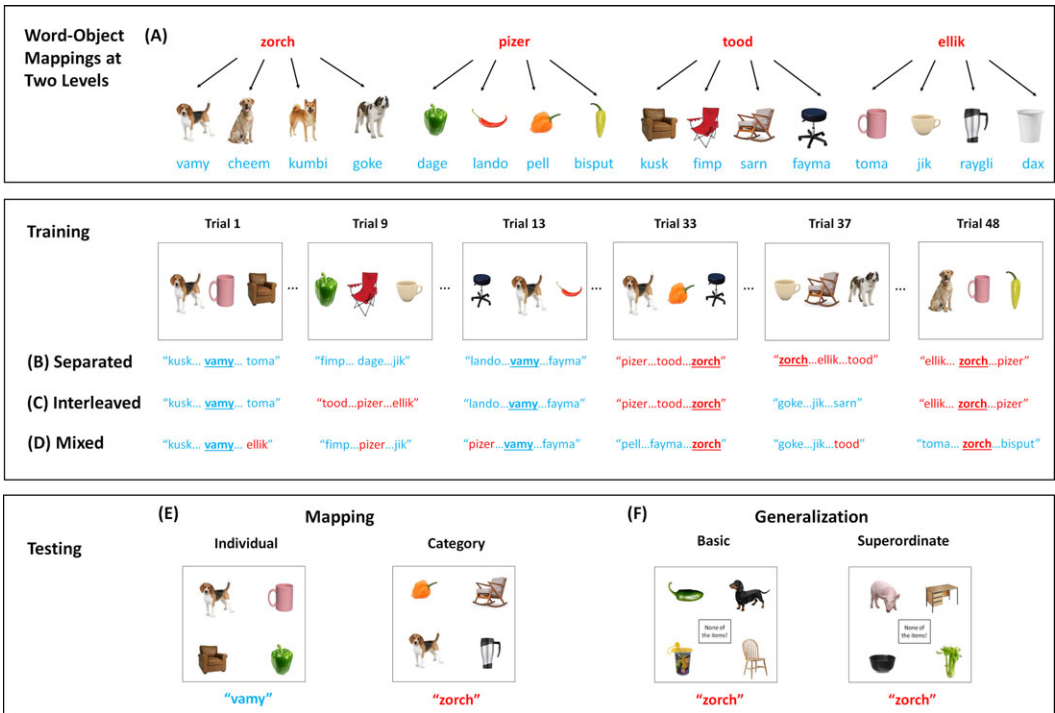 Word-Object
Mappings at
Two Levels
(A)
zorch pizer tood ellik
vamy cheem kumbi goke dage lando pell bisput kusk fimp sarn fayma toma jik raygli dax
Training
Trial 1 Trial 9 Trial 13 Trial 33 Trial 37 Trial 48
... ... ... ... ...
(B) Separated “kusk... vamy... toma” “fimp... dage...jik” “lando...vamy...fayma” “pizer...tood...zorch” “zorch...ellik...tood” “ellik... zorch...pizer”
(C) Interleaved “kusk... vamy... toma” “tood...pizer...ellik” “lando...vamy...fayma” “pizer...tood...zorch” “goke...jik...sarn” “ellik... zorch...pizer”
(D) Mixed “kusk... vamy... ellik” “fimp...pizer...jik” “pizer...vamy...fayma” “pell...fayma...zorch” “goke...jik...tood” “toma... zorch...bisput”
Testing
(E) Mapping
Individual Category
“vamy” “zorch”
(F) Generalization
Basic Superordinate
None of
the items!
None of
the items!
“zorch” “zorch”